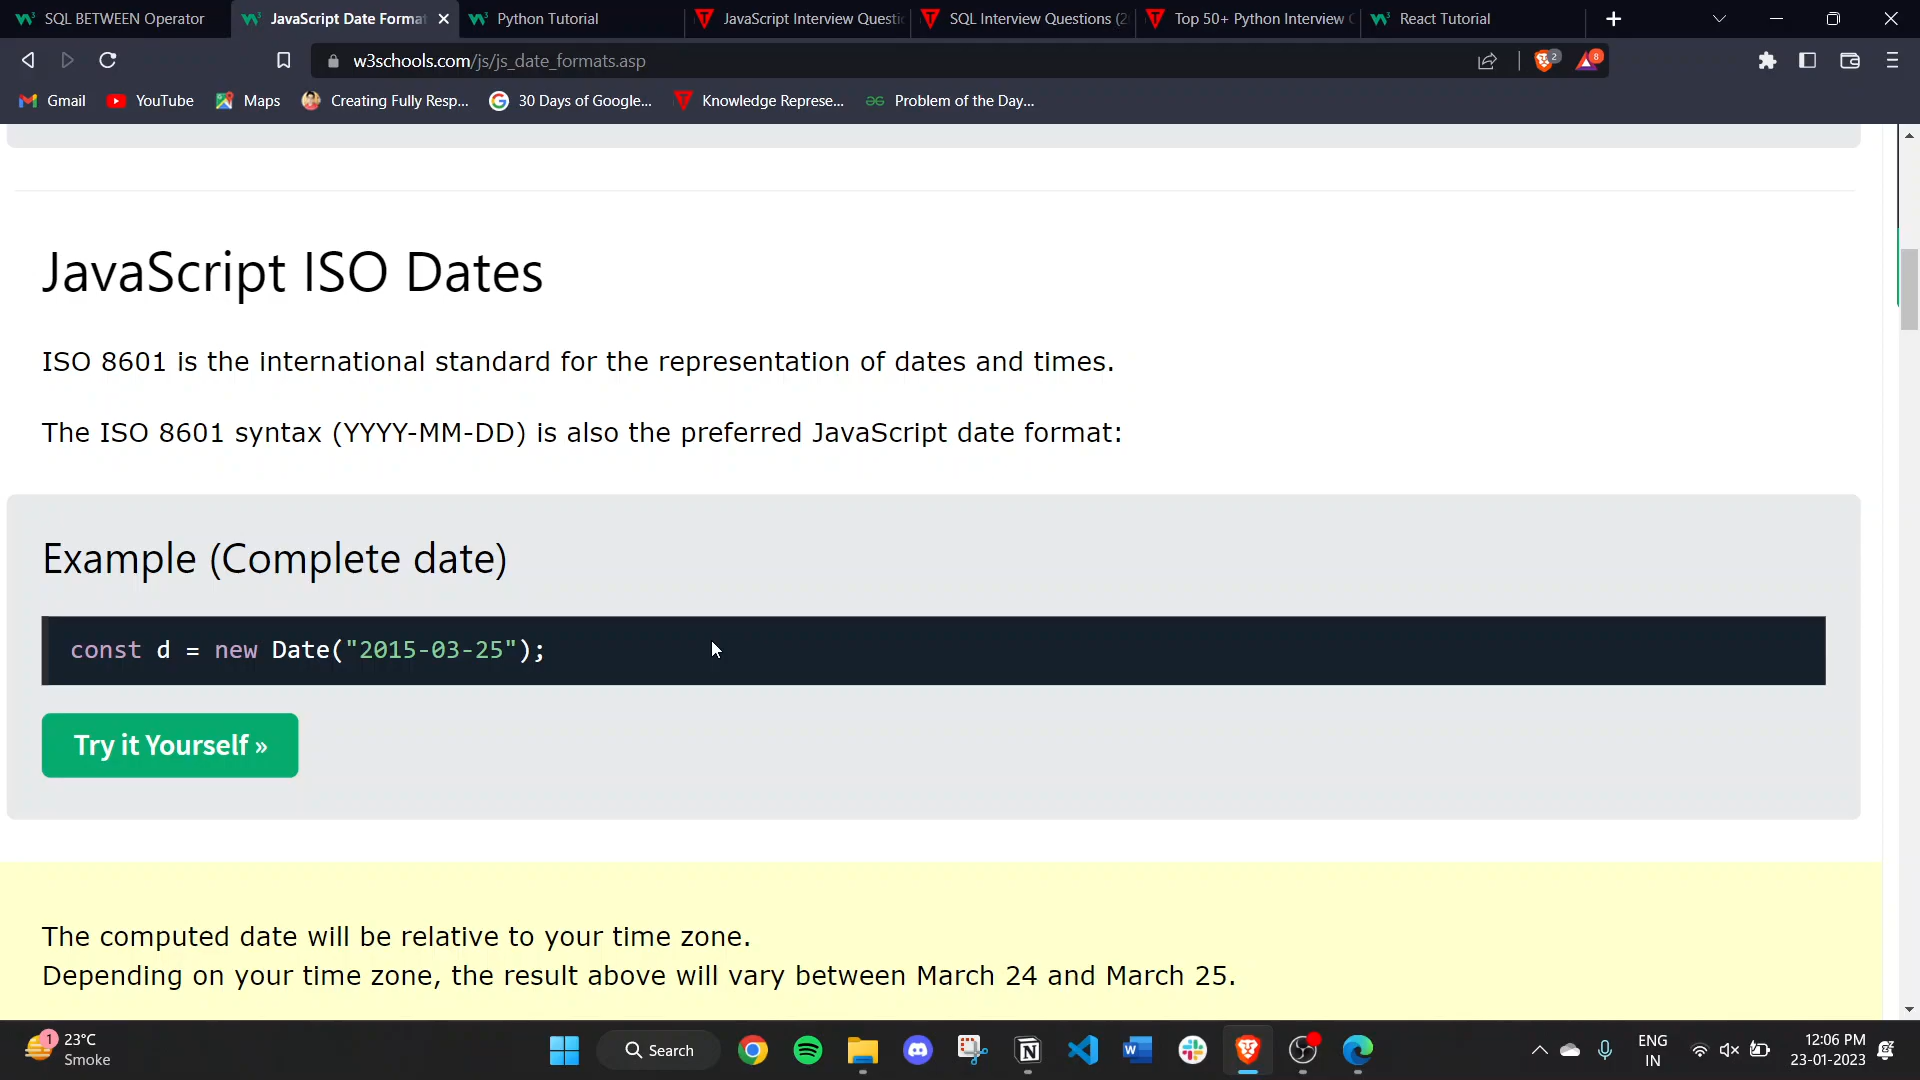 SQL BETWEEN Operator
JavaScript Date Forma
Python Tutorial
JavaScript Interview Questi
SQL Interview Questions (2
Top 50+ Python Interview
React Tutorial
w3schools.com/js/js_date_formats.asp
2
8
Gmail
YouTube
Maps
Creating Fully Resp...
30 Days of Google...
Knowledge Represe...
Problem of the Day...
JavaScript ISO Dates
ISO 8601 is the international standard for the representation of dates and times.
The ISO 8601 syntax (YYYY-MM-DD) is also the preferred JavaScript date format:
Example (Complete date)
const d = new Date("2015-03-25");
Try it Yourself »
The computed date will be relative to your time zone.
Depending on your time zone, the result above will vary between March 24 and March 25.
1
23°C
Smoke
Search
ENG
IN
12:06 PM
23-01-2023